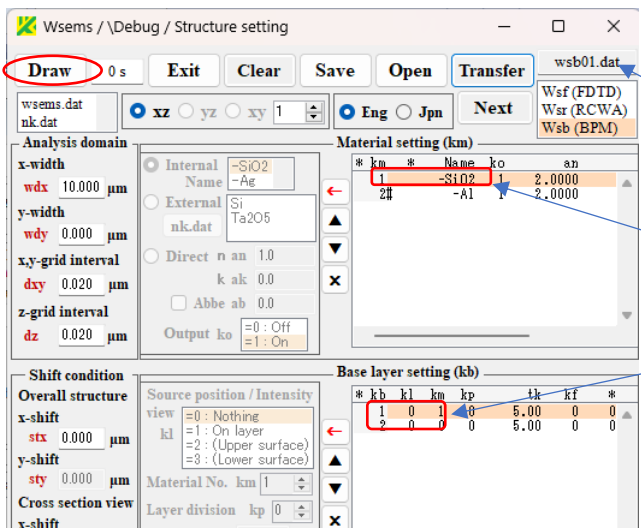 Wsems / \Debug / Structure setting
Draw 0 s Exit Clear Save Open Transfer wsb01.dat
wsems.dat
nk.dat
xz yz xy 1 Eng Jpn Next
Wsf (FDTD)
Wsr (RCWA)
Wsb (BPM)
Analysis domain
x-width
wdx 10.000 μm
y-width
wdy 0.000 μm
x,y-grid interval
dxy 0.020 μm
z-grid interval
dz 0.020 μm
Internal Name -SiO2
-Ag
External Si
Ta2O5
nk.dat
Direct n an 1.0
k ak 0.0
Abbe ab 0.0
Output ko =0 : Off
=1 : On
Material setting (km)
* km * Name ko an
1 -SiO2 1 2.0000
2# -Al 1 2.0000
Shift condition
Overall structure
x-shift
stx 0.000 μm
y-shift
sty 0.000 μm
Cross section view
x-shift
Source position / Intensity
view kl =0 : Nothing
=1 : On layer
=2 : (Upper surface)
=3 : (Lower surface)
Material No. km 1
Layer division kp 0
Base layer setting (kb)
* kb kl km kp tk kf *
1 0 1 0 5.00 0 0
2 0 0 0 5.00 0 0